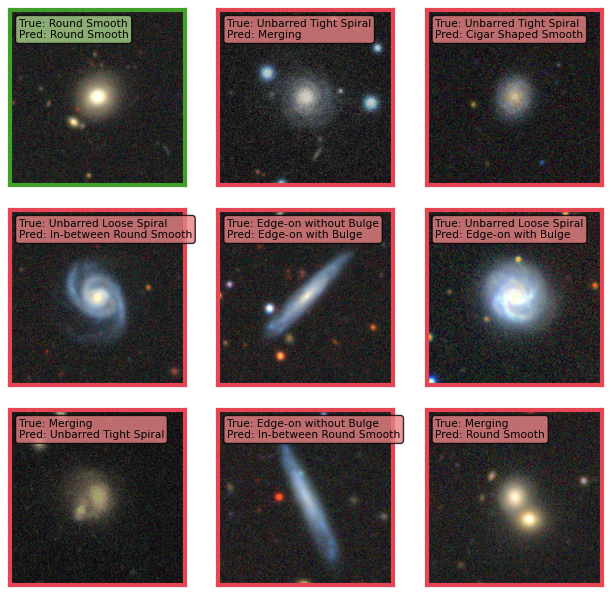 True: Round Smooth
Pred: Round Smooth
True: Unbarred Tight Spiral
Pred: Merging
True: Unbarred Tight Spiral
Pred: Cigar Shaped Smooth
True: Unbarred Loose Spiral
Pred: In-between Round Smooth
True: Edge-on without Bulge
Pred: Edge-on with Bulge
True: Unbarred Loose Spiral
Pred: Edge-on with Bulge
True: Merging
Pred: Unbarred Tight Spiral
True: Edge-on without Bulge
Pred: In-between Round Smooth
True: Merging
Pred: Round Smooth